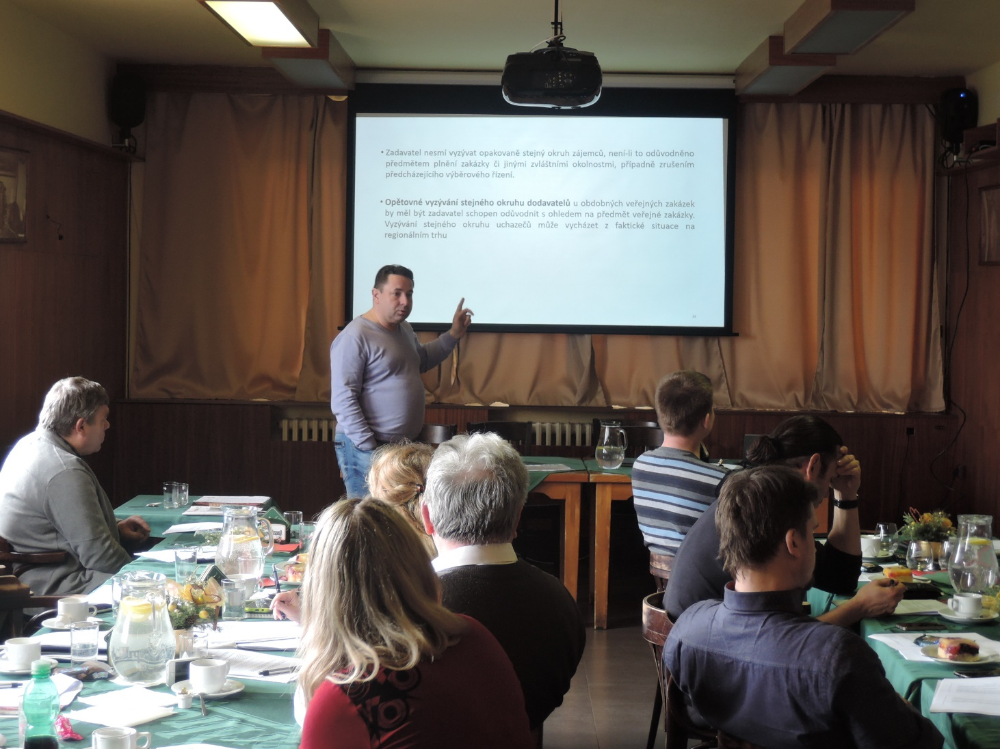 • Zadavatel nesmí vyzývat opakovaně stejný okruh zájemců, není-li to odůvodněno
předmětem plnění zakázky či jinými zvláštními okolnostmi, případně zrušením
předcházejícího výběrového řízení.
• Opětovné vyzývání stejného okruhu dodavatelů u obdobných veřejných zakázek
by měl být zadavatel schopen odůvodnit s ohledem na předmět veřejné zakázky.
Vyzývání stejného okruhu uchazečů může vycházet z faktické situace na
regionálním trhu